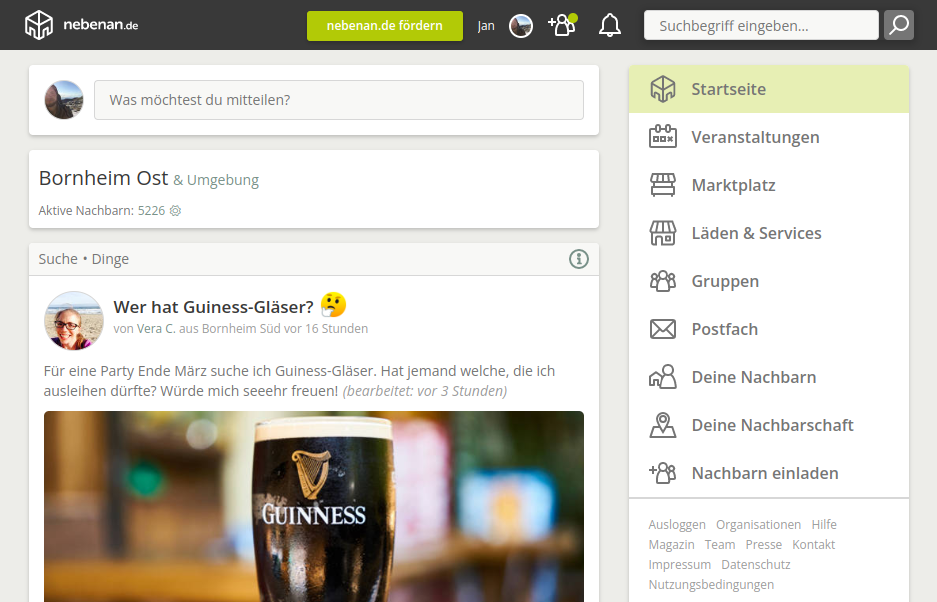 nebenan.de
nebenan.de fördern
Jan
Suchbegriff eingeben...
Was möchtest du mitteilen?
Bornheim Ost & Umgebung
Aktive Nachbarn: 5226
Suche • Dinge
Wer hat Guiness-Gläser?
von Vera C. aus Bornheim Süd vor 16 Stunden
Für eine Party Ende März suche ich Guiness-Gläser. Hat jemand welche, die ich
ausleihen dürfte? Würde mich seeehr freuen! (bearbeitet: vor 3 Stunden)
GUINNESS
Startseite
Veranstaltungen
Marktplatz
Läden & Services
Gruppen
Postfach
Deine Nachbarn
Deine Nachbarschaft
Nachbarn einladen
Ausloggen Organisationen Hilfe
Magazin Team Presse Kontakt
Impressum Datenschutz
Nutzungsbedingungen